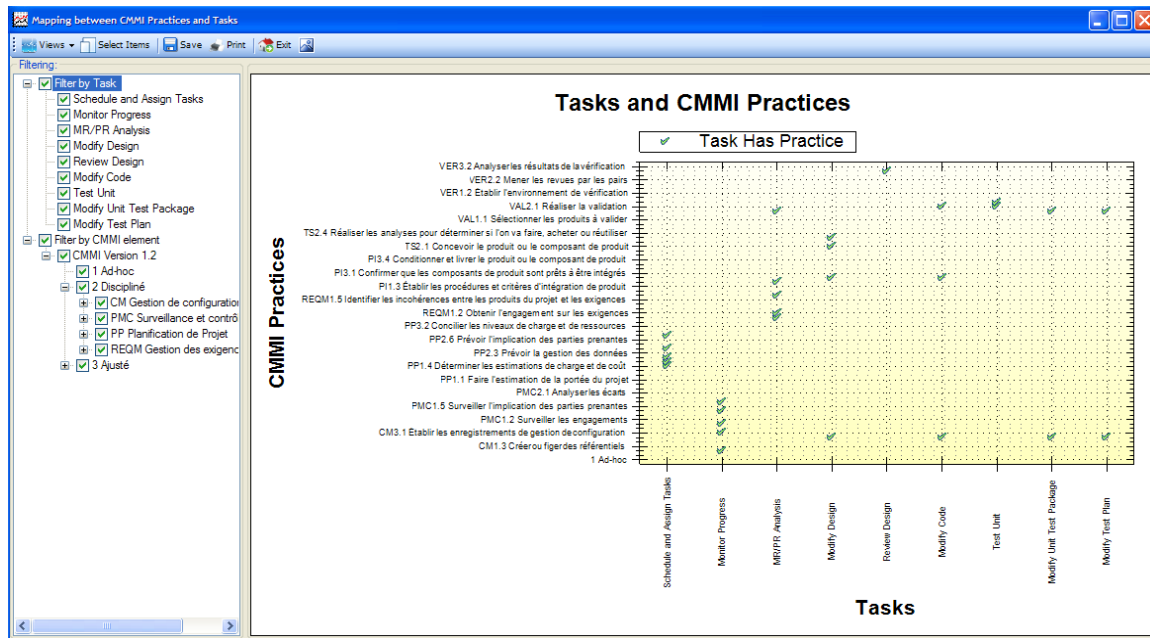 Mapping between CMMI Practices and Tasks
Views Select Items Save Print Exit
Filtering:
Filter by Task
Schedule and Assign Tasks
Monitor Progress
MR/PR Analysis
Modify Design
Review Design
Modify Code
Test Unit
Modify Unit Test Package
Modify Test Plan
Filter by CMMI element
CMMI Version 1.2
1 Ad-hoc
2 Discipliné
CM Gestion de configuration
PMC Surveillance et contrô
PP Planification de Projet
REQM Gestion des exigenc
3 Ajusté
Tasks and CMMI Practices
Task Has Practice
CMMI Practices
VER3.2 Analyser les résultats de la vérification
VER2.2 Mener les revues par les pairs
VER1.2 Établir l'environnement de vérification
VAL2.1 Réaliser la validation
VAL1.1 Sélectionner les produits à valider
TS2.4 Réaliser les analyses pour déterminer si l'on va faire, acheter ou réutiliser
TS2.1 Concevoir le produit ou le composant de produit
PI3.4 Conditionner et livrer le produit ou le composant de produit
PI3.1 Confirmer que les composants de produit sont prêts à être intégrés
PI1.3 Établir les procédures et critères d'intégration de produit
REQM1.5 Identifier les incohérences entre les produits du projet et les exigences
REQM1.2 Obtenir l'engagement sur les exigences
PP3.2 Concilier les niveaux de charge et de ressources
PP2.6 Prévoir l'implication des parties prenantes
PP2.3 Prévoir la gestion des données
PP1.4 Déterminer les estimations de charge et de coût
PP1.1 Faire l'estimation de la portée du projet
PMC2.1 Analyser les écarts
PMC1.5 Surveiller l'implication des parties prenantes
PMC1.2 Surveiller les engagements
CM3.1 Établir les enregistrements de gestion de configuration
CM1.3 Créer ou figer des référentiels
1 Ad-hoc
Schedule and Assign Tasks
Monitor Progress
MR/PR Analysis
Modify Design
Review Design
Modify Code
Test Unit
Modify Unit Test Package
Modify Test Plan
Tasks